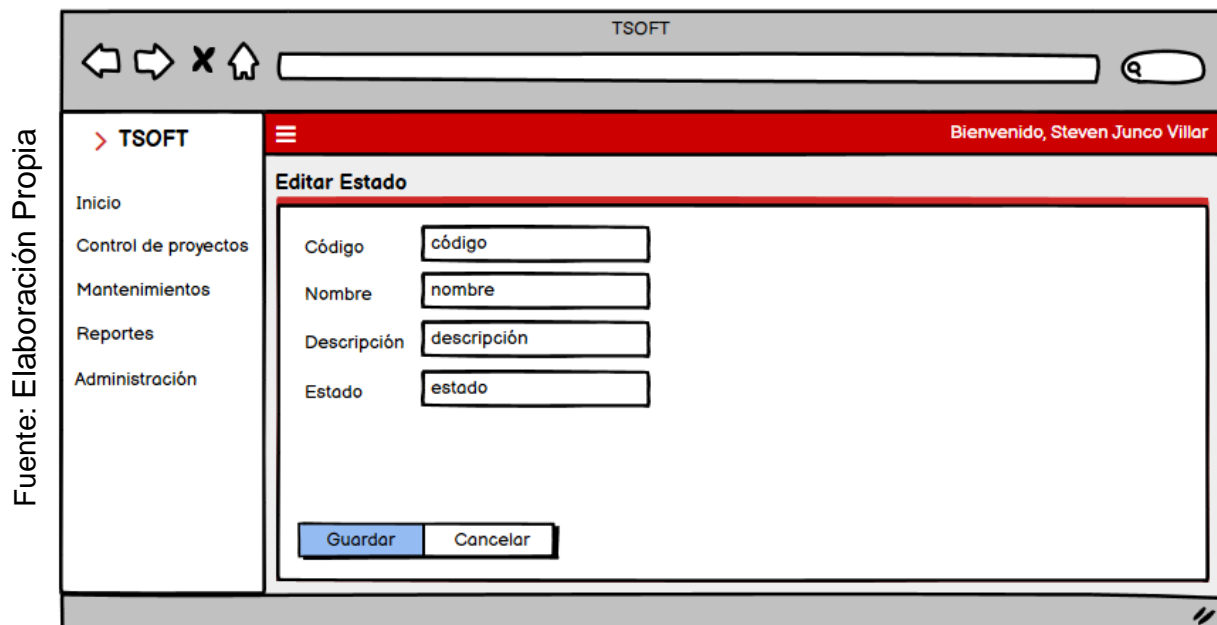 Fuente: Elaboración Propia
TSOFT
> TSOFT
Bienvenido, Steven Junco Villar
Inicio
Control de proyectos
Mantenimientos
Reportes
Administración
Editar Estado
Código código
Nombre nombre
Descripción descripción
Estado estado
Guardar Cancelar